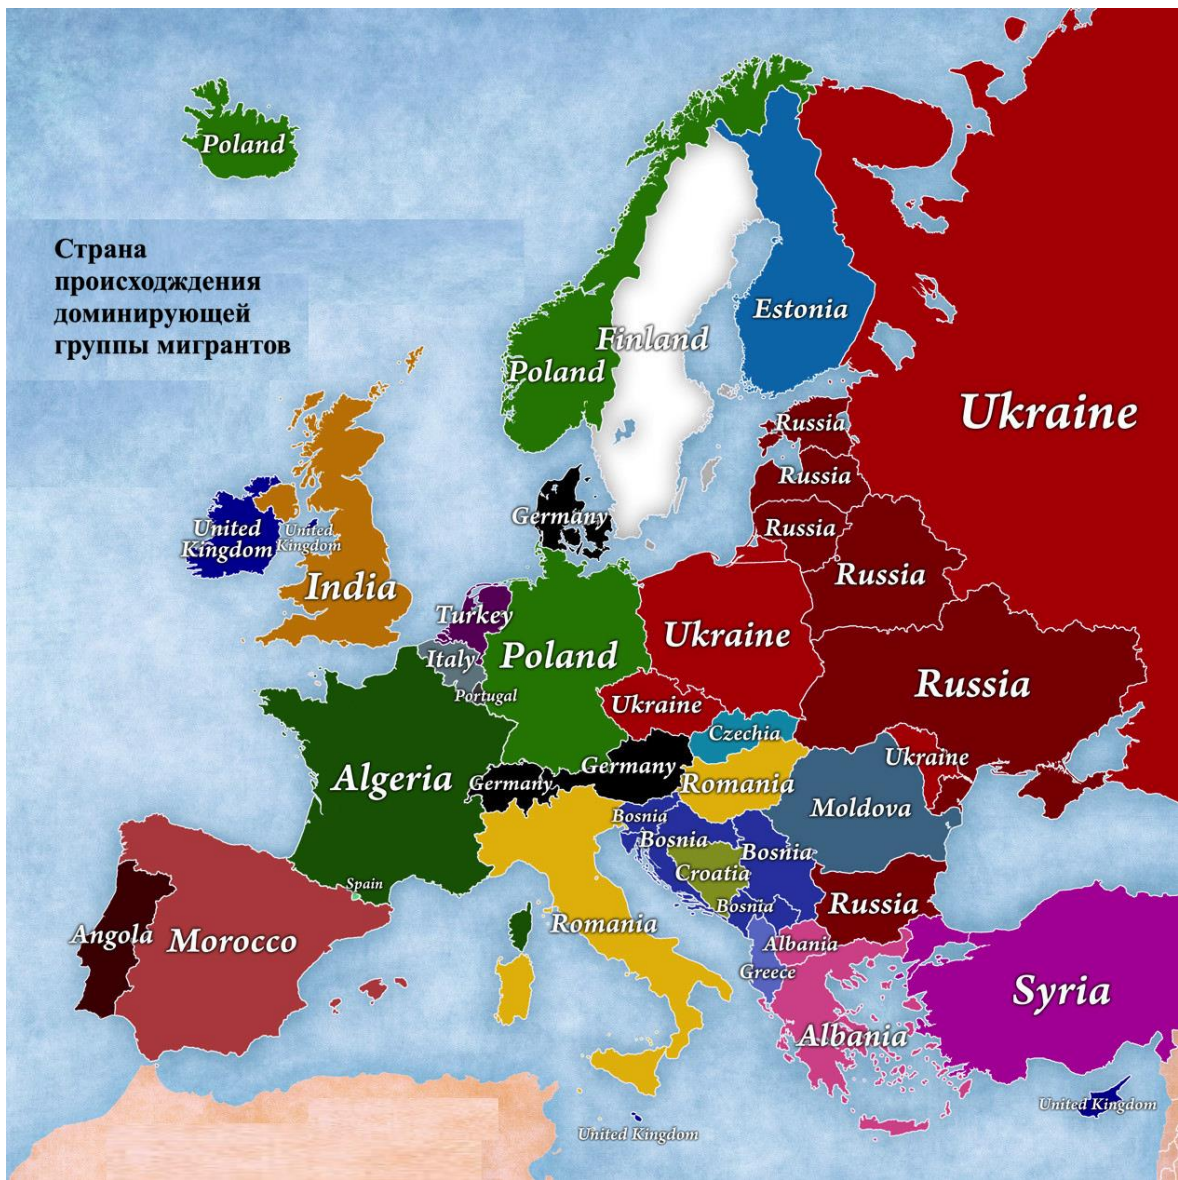 Poland
Страна
происходждения
доминирующей
группы мигрантов
Estonia
Finland
Poland
Ukraine
Russia
Russia
Germany
Russia
United
Kingdom
United
Kingdom
India
Russia
Turkey
Ukraine
Italy
Poland
Portugal
Russia
Ukraine
Czechia
Ukraine
Germany
Germany
Algeria
Romania
Moldova
Bosnia
Bosnia
Bosnia
Croatia
Spain
Bosnia
Russia
Angola
Morocco
Romania
Albania
Greece
Syria
Albania
United Kingdom
United Kingdom